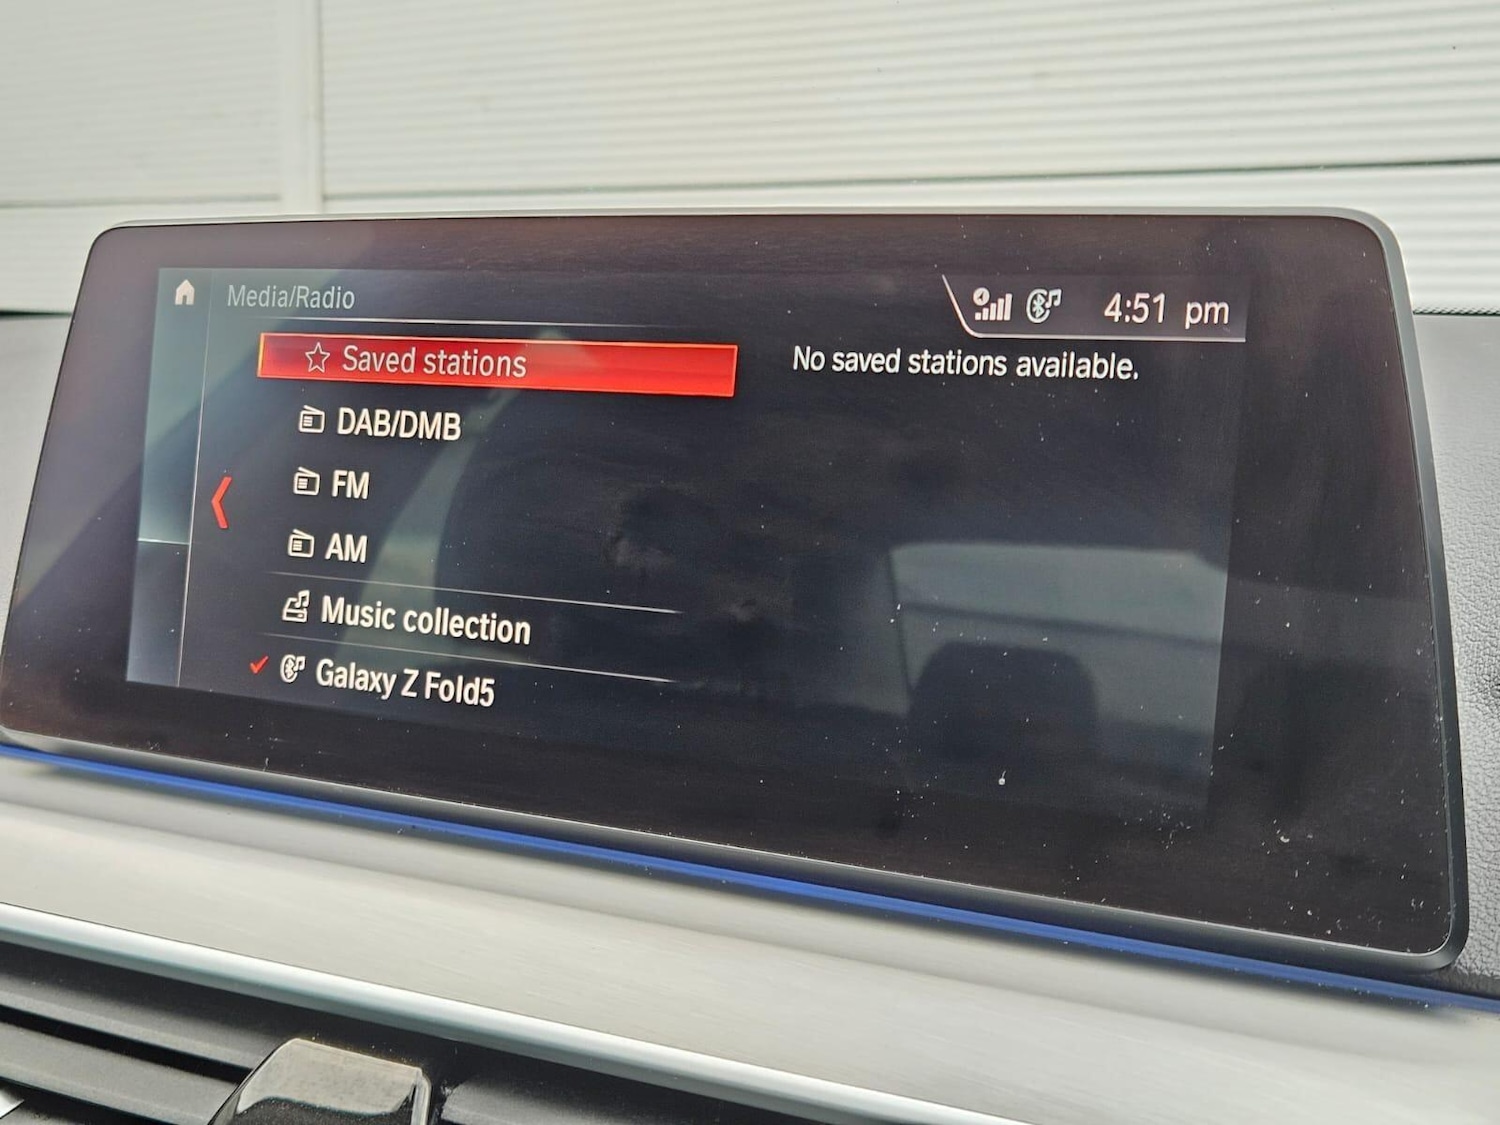 Media/Radio
4:51 pm
Saved stations
No saved stations available.
DAB/DMB
FM
AM
Music collection
Galaxy Z Fold5